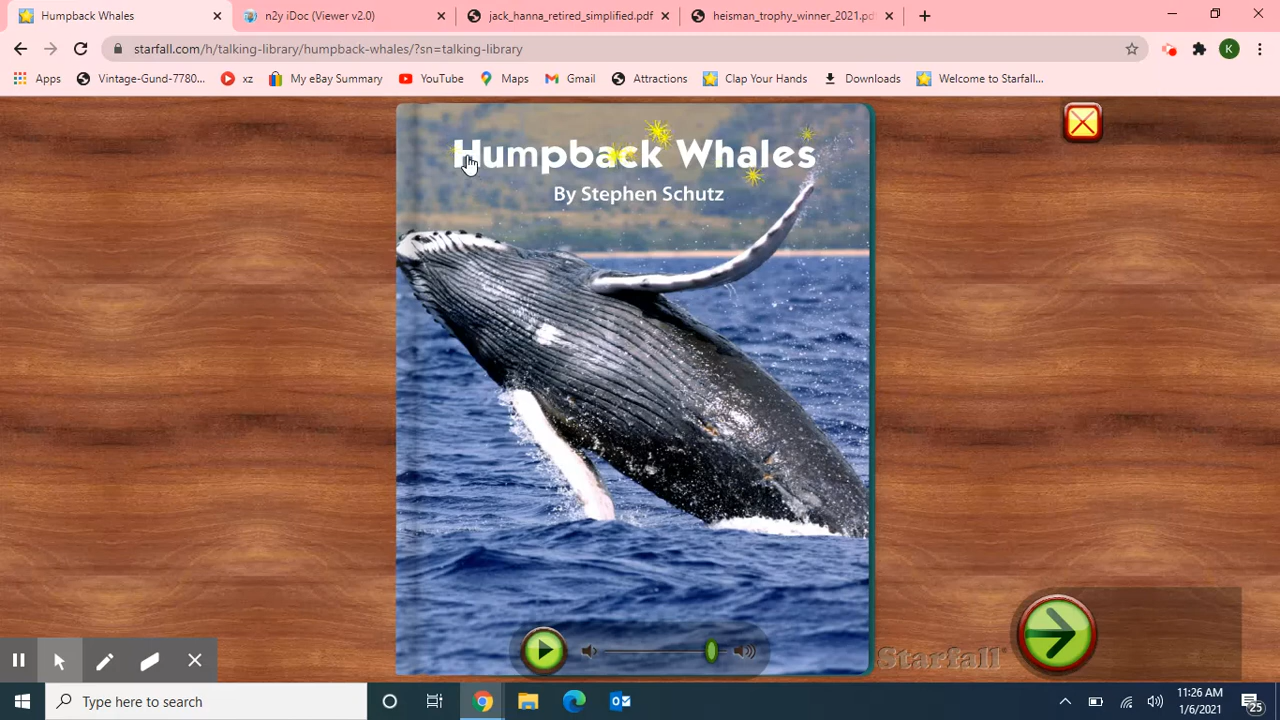 Humpback Whales
n2y iDoc (Viewer v2.0)
jack_hanna_retired_simplified.pdf
heisman_trophy_winner_2021.pd
starfall.com/h/talking-library/humpback-whales/?sn=talking-library
K
Apps
Vintage-Gund-7780...
xz
My eBay Summary
YouTube
Maps
Gmail
Attractions
Clap Your Hands
Downloads
Welcome to Starfall...
Humpback Whales
By Stephen Schutz
Starfall
Type here to search
11:26 AM
1/6/2021
25